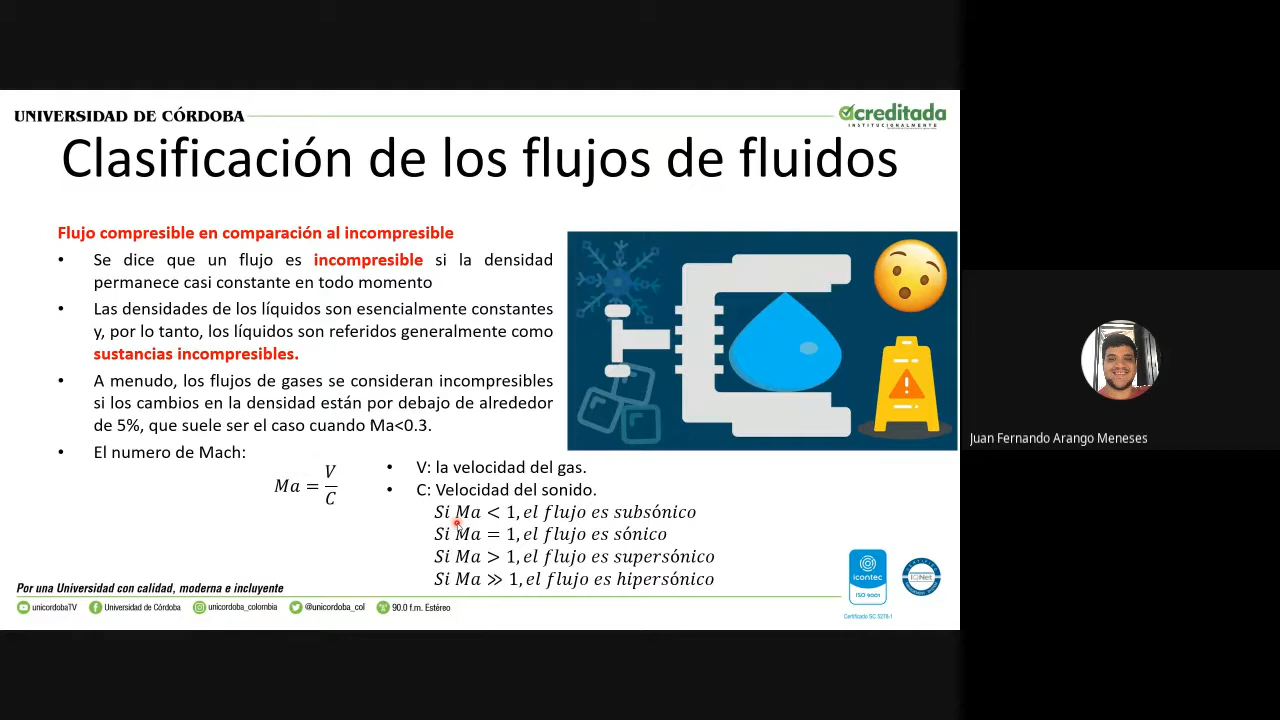 UNIVERSIDAD DE CÓRDOBA
acreditada
INSTITUCIONALMENTE
Clasificación de los flujos de fluidos
Flujo compresible en comparación al incompresible
• Se dice que un flujo es incompresible si la densidad
permanece casi constante en todo momento
• Las densidades de los líquidos son esencialmente constantes
y, por lo tanto, los líquidos son referidos generalmente como
sustancias incompresibles.
• A menudo, los flujos de gases se consideran incompresibles
si los cambios en la densidad están por debajo de alrededor
de 5%, que suele ser el caso cuando Ma<0.3.
• El numero de Mach:
Ma = V/C
• V: la velocidad del gas.
• C: Velocidad del sonido.
Si Ma < 1, el flujo es subsónico
Si Ma = 1, el flujo es sónico
Si Ma > 1, el flujo es supersónico
Si Ma ≫ 1, el flujo es hipersónico
Juan Fernando Arango Meneses
Por una Universidad con calidad, moderna e incluyente
unicordobaTV Universidad de Córdoba unicordoba_colombia @unicordoba_col 90.0 f.m. Estéreo
icontec
ISO 9001
IQNet
Certificado SC 5278-1